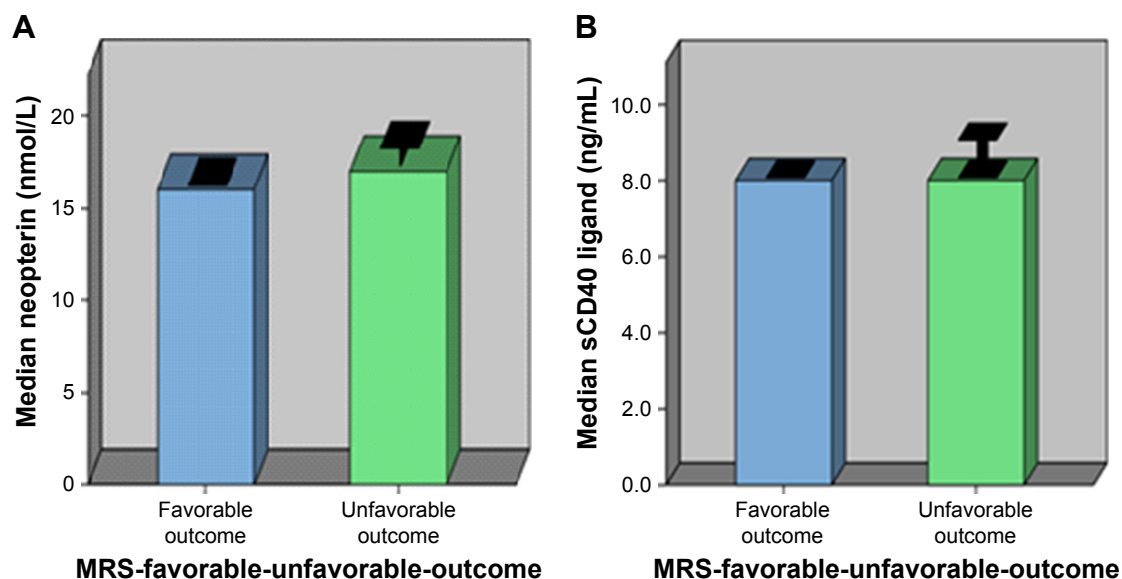 A
Median neopterin (nmol/L)
20
15
10
5
0
Favorable
outcome
Unfavorable
outcome
MRS-favorable-unfavorable-outcome
B
Median sCD40 ligand (ng/mL)
10.0
8.0
6.0
4.0
2.0
0.0
Favorable
outcome
Unfavorable
outcome
MRS-favorable-unfavorable-outcome